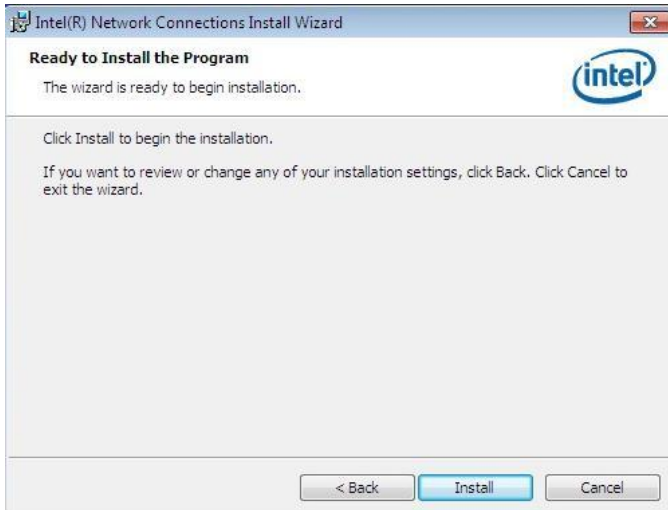 Intel(R) Network Connections Install Wizard
Ready to Install the Program
The wizard is ready to begin installation.
intel
Click Install to begin the installation.
If you want to review or change any of your installation settings, click Back. Click Cancel to
exit the wizard.
< Back
Install
Cancel